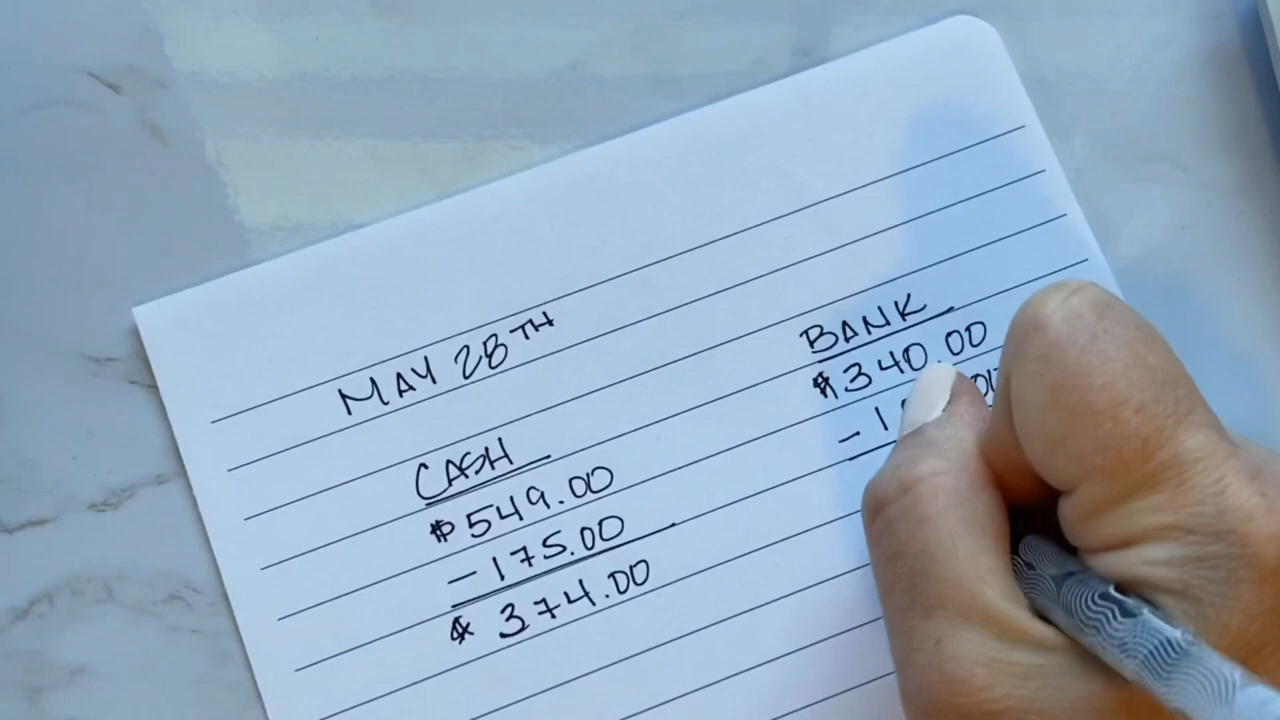 MAY 28TH
CASH
$549.00
- 175.00
$ 374.00
BANK
$340.00